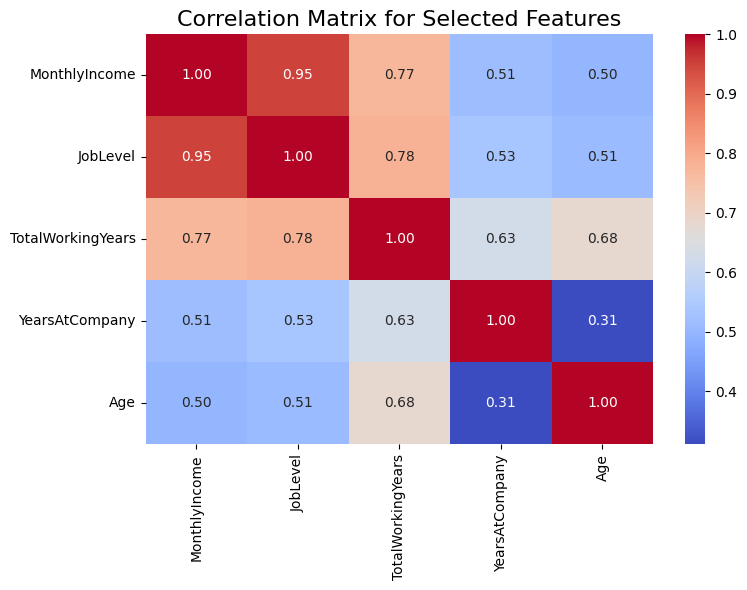 Correlation Matrix for Selected Features
MonthlyIncome 1.00 0.95 0.77 0.51 0.50
JobLevel 0.95 1.00 0.78 0.53 0.51
TotalWorkingYears 0.77 0.78 1.00 0.63 0.68
YearsAtCompany 0.51 0.53 0.63 1.00 0.31
Age 0.50 0.51 0.68 0.31 1.00
MonthlyIncome
JobLevel
TotalWorkingYears
YearsAtCompany
Age
1.0
0.9
0.8
0.7
0.6
0.5
0.4